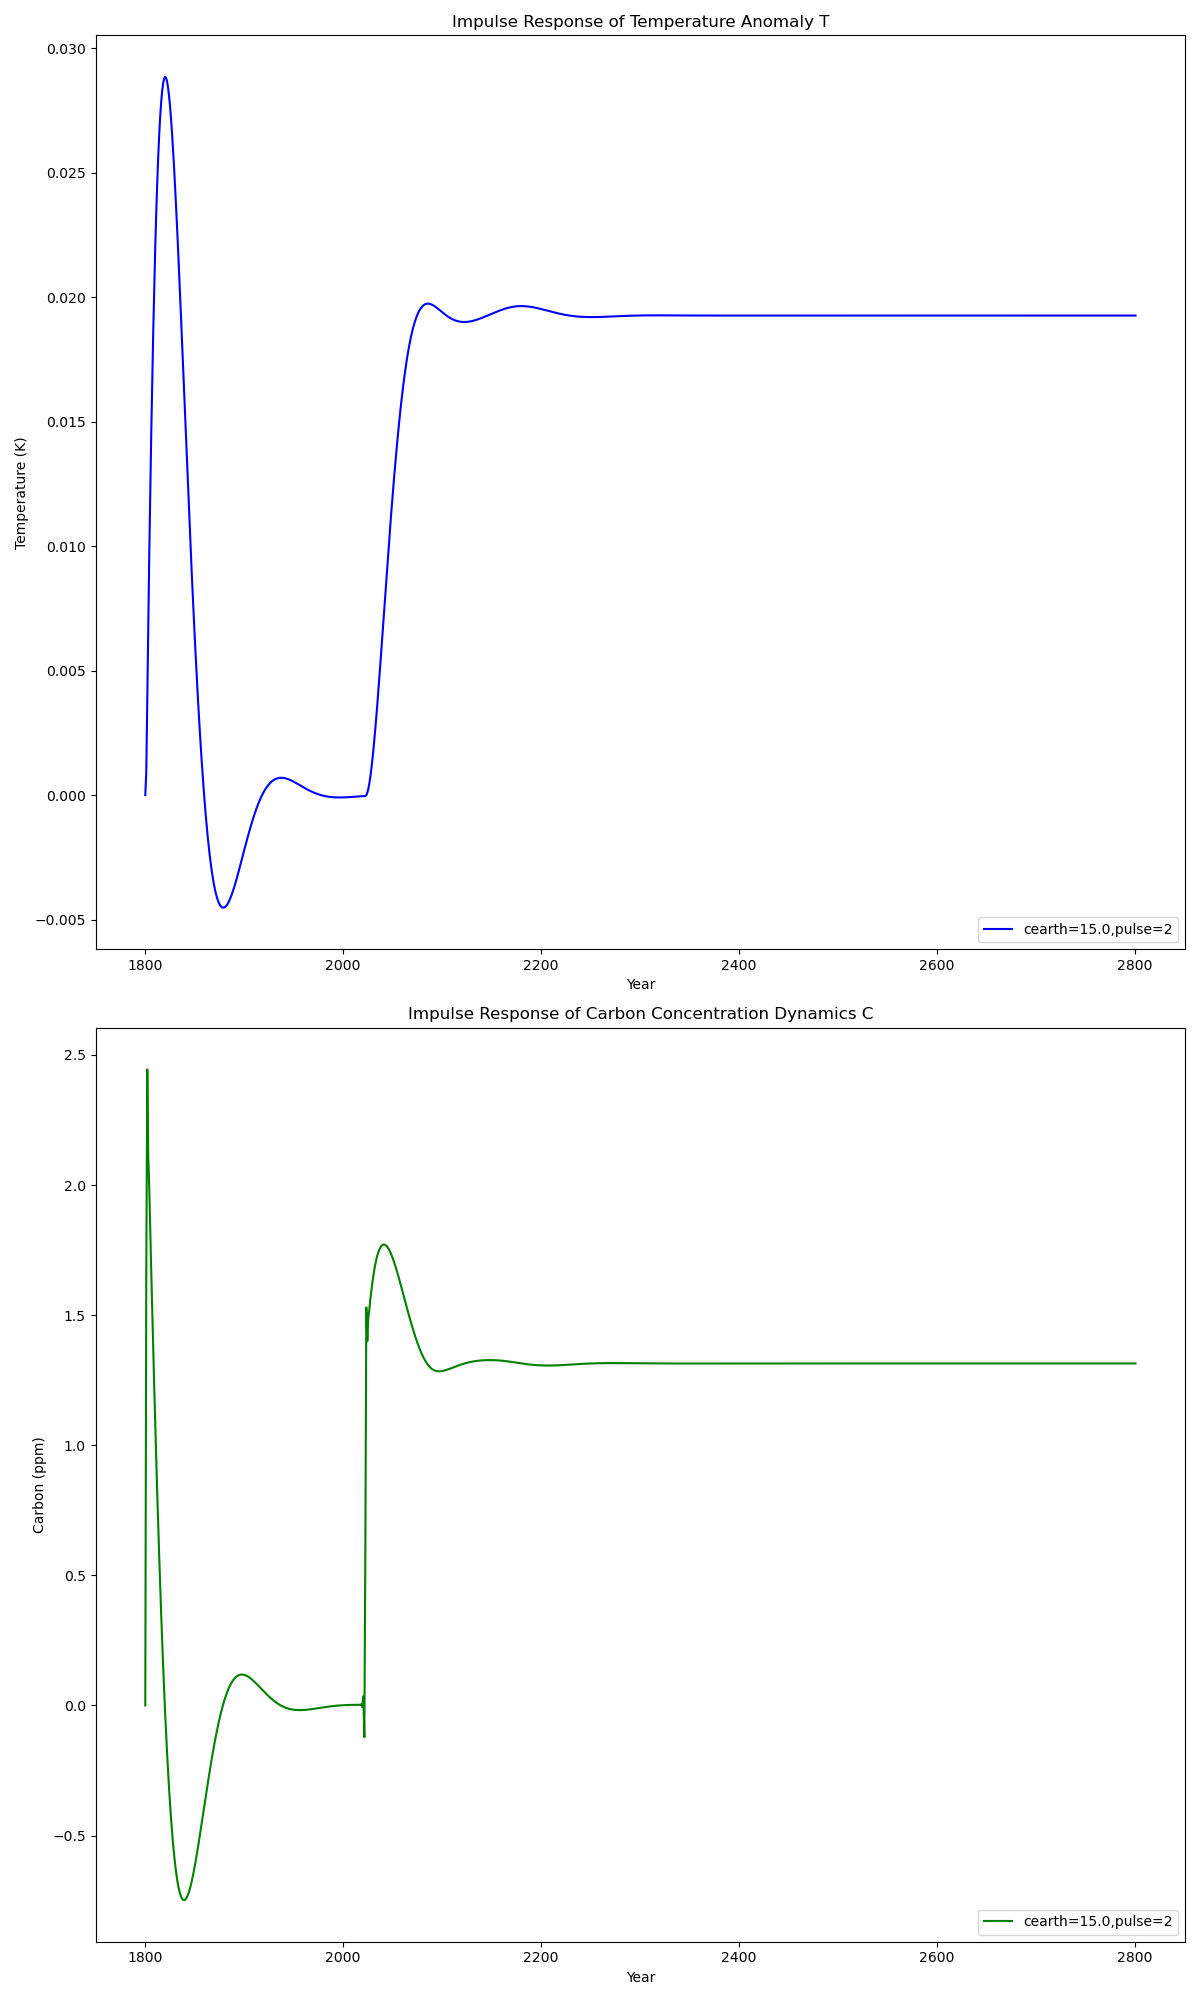 Impulse Response of Temperature Anomaly T
0.030
0.025
0.020
0.015
0.010
0.005
0.000
−0.005
Temperature (K)
cearth=15.0,pulse=2
1800 2000 2200 2400 2600 2800
Year
Impulse Response of Carbon Concentration Dynamics C
2.5
2.0
1.5
1.0
0.5
0.0
−0.5
Carbon (ppm)
cearth=15.0,pulse=2
1800 2000 2200 2400 2600 2800
Year